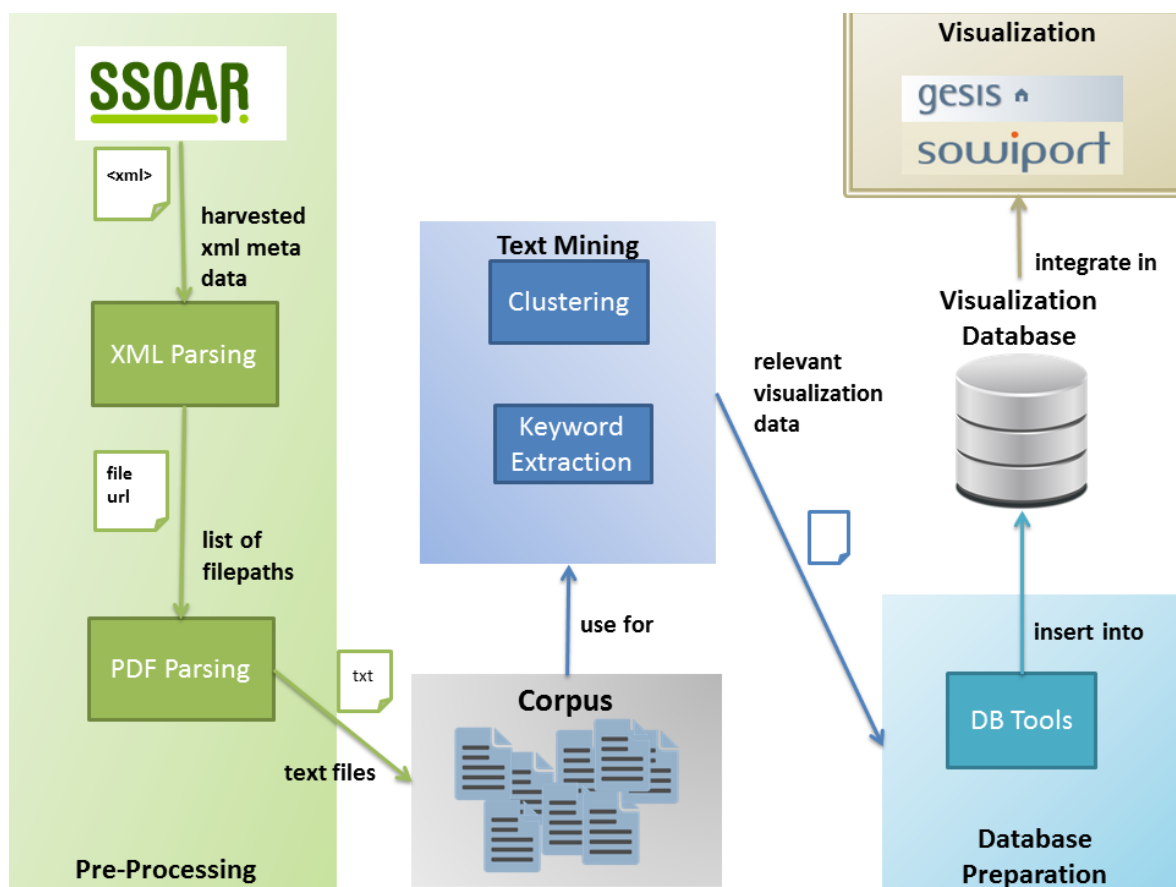 SSOAR
<xml>
harvested
xml meta
data
XML Parsing
file
url
list of
filepaths
PDF Parsing
txt
text files
Pre-Processing
Corpus
use for
Text Mining
Clustering
Keyword
Extraction
relevant
visualization
data
DB Tools
Database
Preparation
insert into
Visualization
Database
integrate in
Visualization
gesis
sowiport